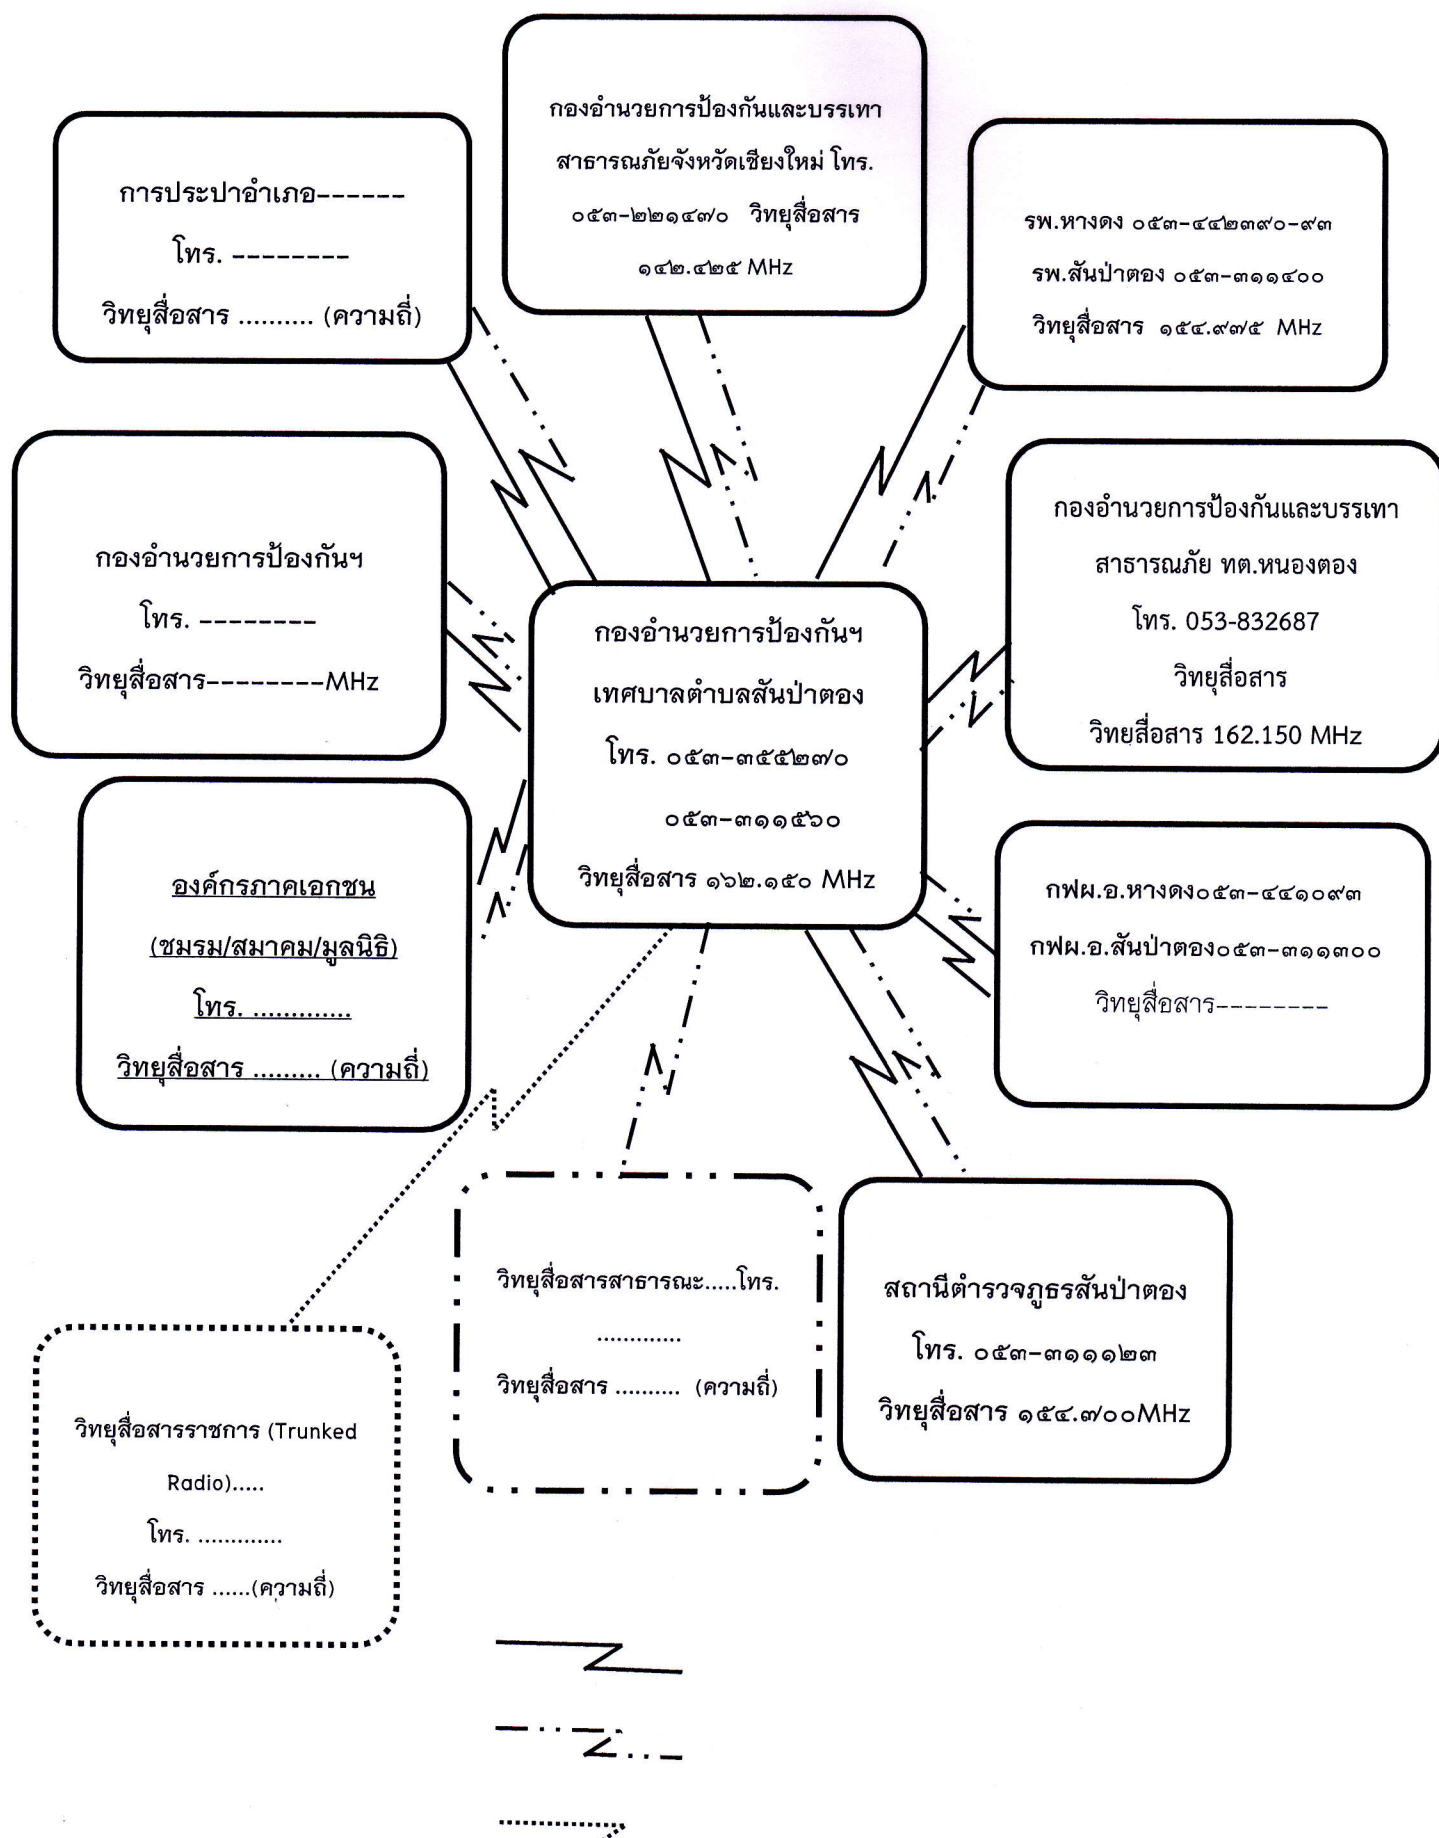 กองอำนวยการป้องกันและบรรเทา
สาธารณภัยจังหวัดเชียงใหม่ โทร.
๐๕๓-๒๒๑๔๗๐ วิทยุสื่อสาร
๑๔๒.๔๒๕ MHz
การประปาอำเภอ------
โทร. --------
วิทยุสื่อสาร .......... (ความถี่)
รพ.หางดง ๐๕๓-๔๔๒๓๙๐-๙๓
รพ.สันป่าตอง ๐๕๓-๓๑๑๔๐๐
วิทยุสื่อสาร ๑๕๔.๙๗๕ MHz
กองอำนวยการป้องกันฯ
โทร. --------
วิทยุสื่อสาร--------MHz
กองอำนวยการป้องกันและบรรเทา
สาธารณภัย ทต.หนองตอง
โทร. 053-832687
วิทยุสื่อสาร
วิทยสื่อสาร 162.150 MHz
กองอำนวยการป้องกันฯ
เทศบาลตำบลสันป่าตอง
โทร. ๐๕๓-๓๕๕๒๗๐
๐๕๓-๓๑๑๕๖๐
วิทยุสื่อสาร ๑๖๒.๑๕๐ MHz
องค์กรภาคเอกชน
(ชมรม/สมาคม/มูลนิธิ)
โทร. .............
วิทยุสื่อสาร ......... (ความถี่)
กฟผ.อ.หางดง๐๕๓-๔๔๑๐๙๓
กฟผ.อ.สันป่าตอง๐๕๓-๓๑๑๓๐๐
วิทยุสื่อสาร--------
วิทยุสื่อสารสาธารณะ.....โทร.
.............
วิทยุสื่อสาร .......... (ความถี่)
สถานีตำรวจภูธรสันป่าตอง
โทร. ๐๕๓-๓๑๑๑๒๓
วิทยุสื่อสาร ๑๕๔.๗๐๐MHz
วิทยุสื่อสารราชการ (Trunked
Radio).....
โทร. .............
วิทยุสื่อสาร ......(ความถี่)